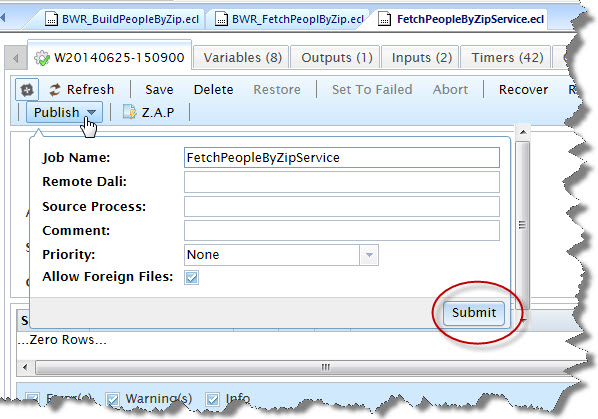 BWR_BuildPeopleByZip.ecl BWR_FetchPeoplByZip.ecl FetchPeopleByZipService.ecl
W20140625-150900 Variables (8) Outputs (1) Inputs (2) Timers (42)
Refresh Save Delete Restore Set To Failed Abort Recover
Publish Z.A.P
Job Name: FetchPeopleByZipService
Remote Dali:
Source Process:
Comment:
Priority: None
Allow Foreign Files:
Submit
...Zero Rows...
Error(s) Warning(s) Info